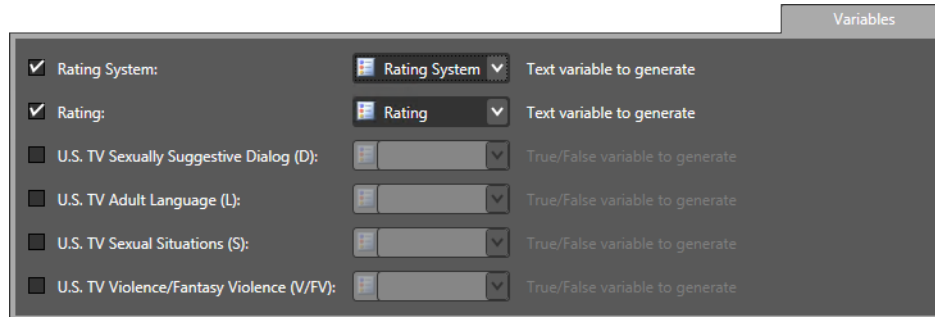 Variables
Rating System: Rating System Text variable to generate
Rating: Rating Text variable to generate
U.S. TV Sexually Suggestive Dialog (D): True/False variable to generate
U.S. TV Adult Language (L): True/False variable to generate
U.S. TV Sexual Situations (S): True/False variable to generate
U.S. TV Violence/Fantasy Violence (V/FV): True/False variable to generate